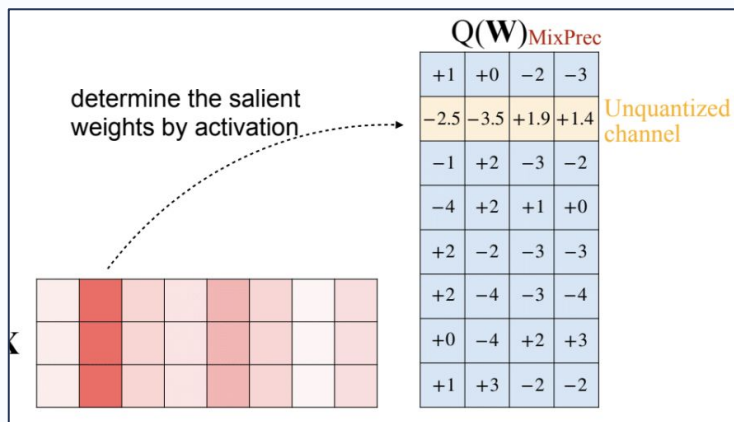 Q(W)MixPrec
determine the salient
weights by activation
+1 +0 −2 −3
−2.5 −3.5 +1.9 +1.4
Unquantized
channel
−1 +2 −3 −2
−4 +2 +1 +0
+2 −2 −3 −3
+2 −4 −3 −4
+0 −4 +2 +3
+1 +3 −2 −2